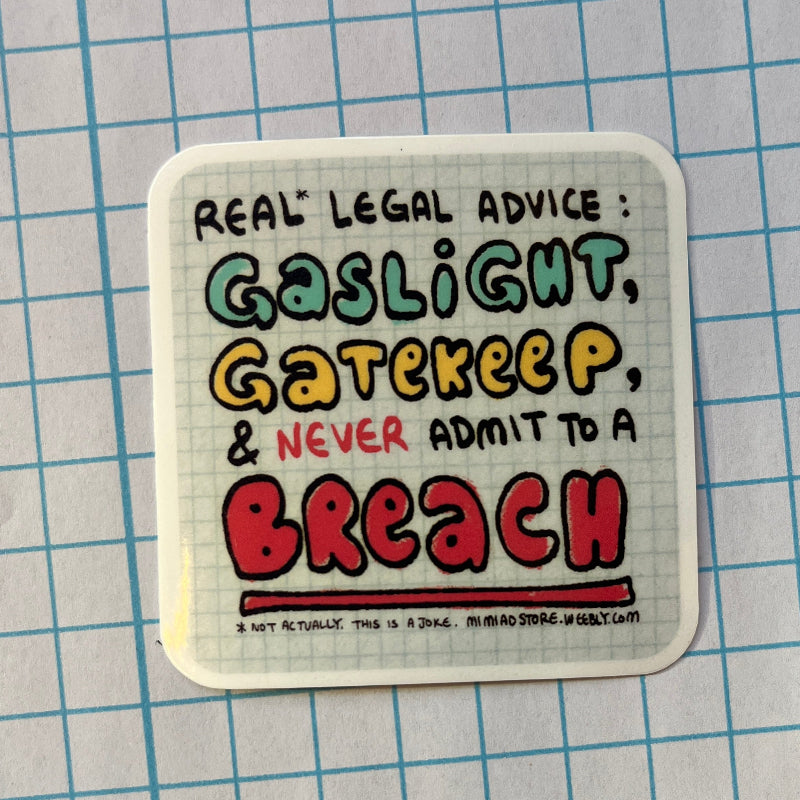 REAL* LEGAL ADVICE:
GASLIGHT,
GATEKEEP,
& NEVER ADMIT TO A
BREACH
* NOT ACTUALLY. THIS IS A JOKE. MIMIADSTORE.WEEBLY.COM